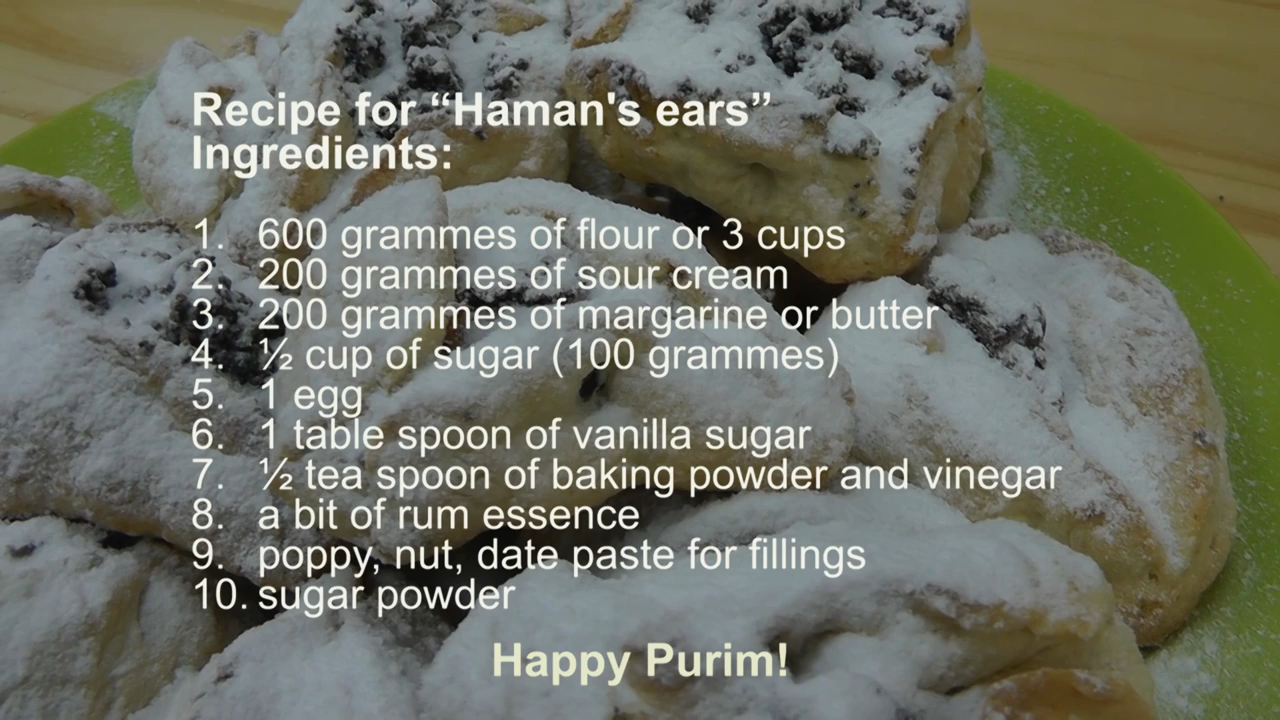 Recipe for “Haman's ears”
Ingredients:
1. 600 grammes of flour or 3 cups
2. 200 grammes of sour cream
3. 200 grammes of margarine or butter
4. ½ cup of sugar (100 grammes)
5. 1 egg
6. 1 table spoon of vanilla sugar
7. ½ tea spoon of baking powder and vinegar
8. a bit of rum essence
9. poppy, nut, date paste for fillings
10. sugar powder
Happy Purim!